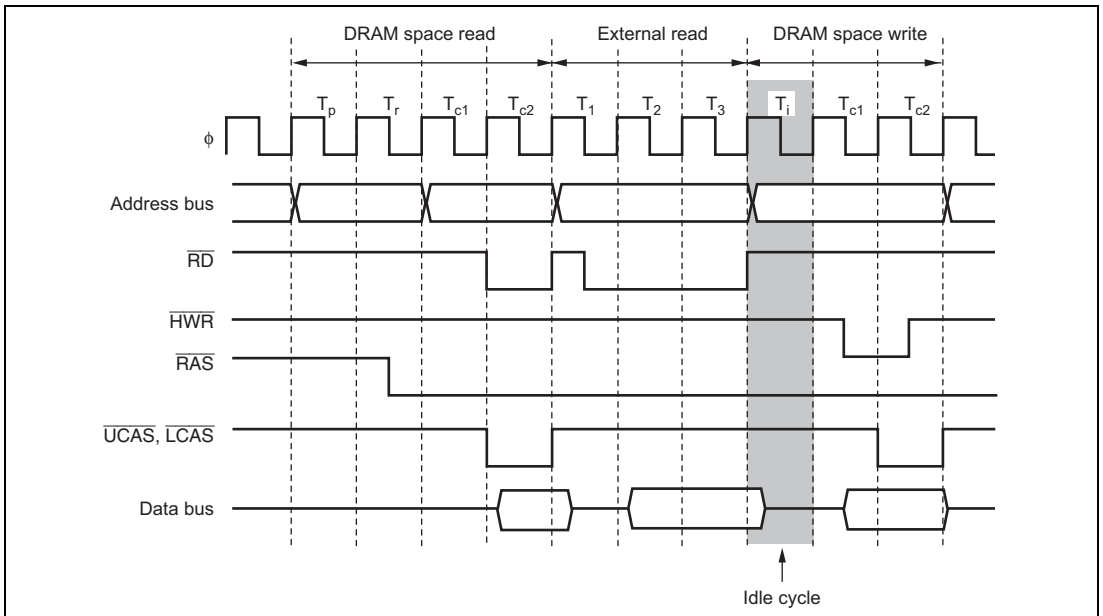 DRAM space read External read DRAM space write
Tp Tr Tc1 Tc2 T1 T2 T3 Ti Tc1 Tc2
ϕ
Address bus
RD
HWR
RAS
UCAS, LCAS
Data bus
Idle cycle